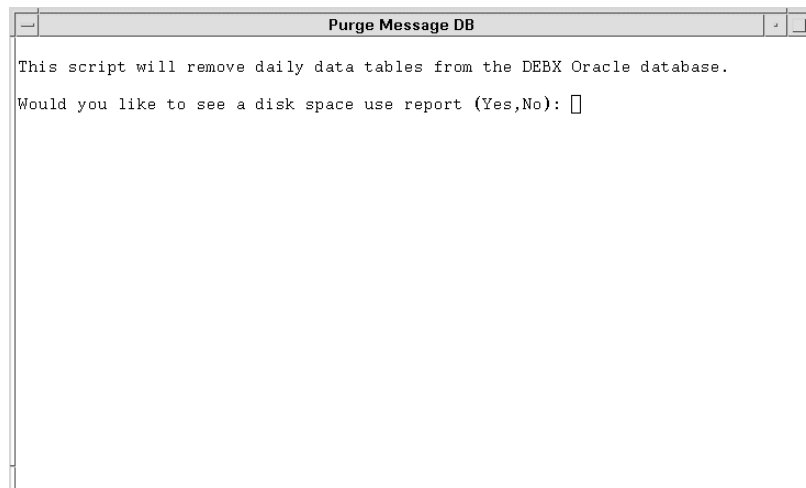 Purge Message DB
This script will remove daily data tables from the DEBX Oracle database.
Would you like to see a disk space use report (Yes,No):